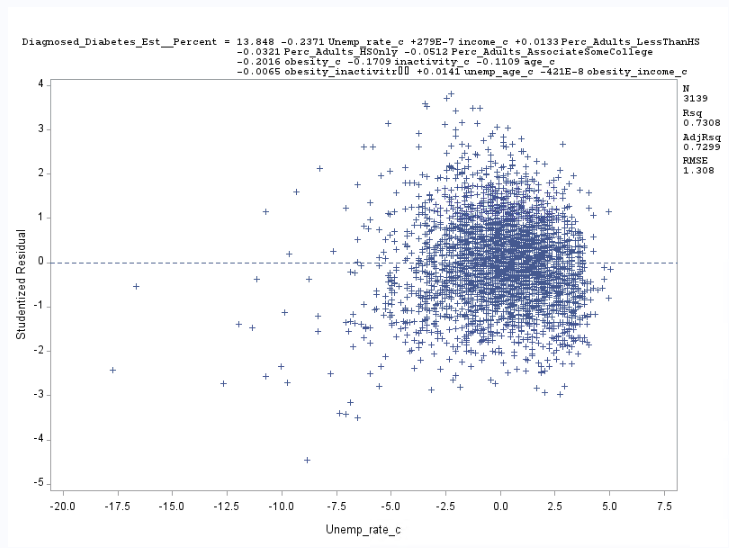 Diagnosed_Diabetes_Est__Percent = 13.848 -0.2371 Unemp_rate_c +279E-7 income_c +0.0133 Perc_Adults_LessThanHS
-0.0321 Perc_Adults_HSOnly -0.0512 Perc_Adults_AssociateSomeCollege
-0.2016 obesity_c -0.1709 inactivity_c -0.1109 age_c
-0.0065 obesity_inactivitr▯▯ +0.0141 unemp_age_c -421E-8 obesity_income_c
N
3139
Rsq
0.7308
AdjRsq
0.7299
RMSE
1.308
4
3
2
1
0
-1
-2
-3
-4
-5
Studentized Residual
-20.0 -17.5 -15.0 -12.5 -10.0 -7.5 -5.0 -2.5 0.0 2.5 5.0 7.5
Unemp_rate_c